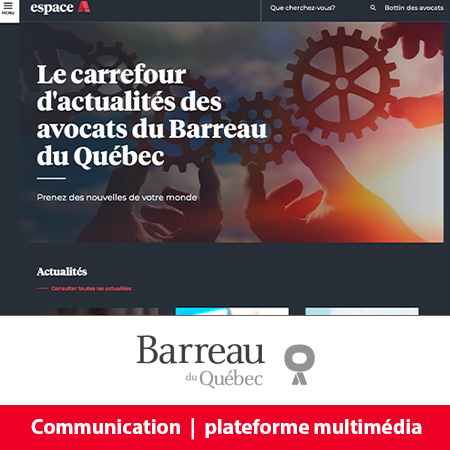 MENU
espace A
Que cherchez-vous?
Bottin des avocats
Le carrefour
d'actualités des
avocats du Barreau
du Québec
Prenez des nouvelles de votre monde
Actualités
Consulter toutes les actualités
Barreau
du Québec
Communication | plateforme multimédia